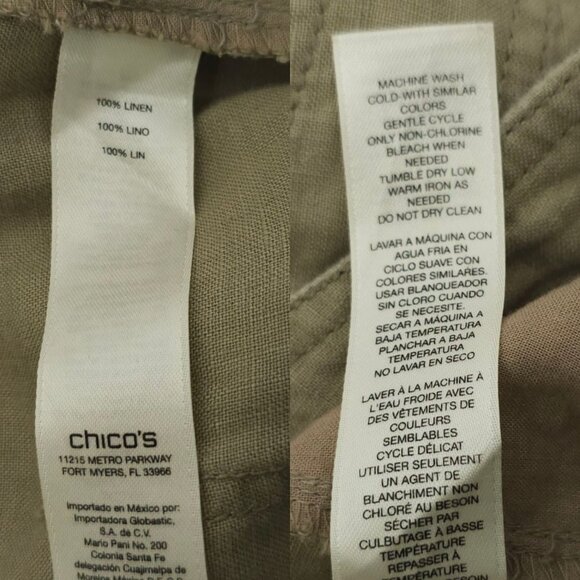 100% LINEN
100% LINO
100% LIN
chico's
11215 METRO PARKWAY
FORT MYERS, FL 33966
Importado en México por:
Importadora Globastic,
S.A. de C.V.
Mario Pani No. 200
Colonia Santa Fe
delegación Cuajimalpa de
MACHINE WASH
COLD-WITH SIMILAR
COLORS
GENTLE CYCLE
ONLY NON-CHLORINE
BLEACH WHEN
NEEDED
TUMBLE DRY LOW
WARM IRON AS
NEEDED
DO NOT DRY CLEAN
LAVAR A MÁQUINA CON
AGUA FRIA EN
CICLO SUAVE CON
COLORES SIMILARES.
USAR BLANQUEADOR
SIN CLORO CUANDO
SE NECESITE.
SECAR A MÁQUINA A
BAJA TEMPERATURA
PLANCHAR A BAJA
TEMPERATURA
NO LAVAR EN SECO
LAVER À LA MACHINE À
L'EAU FROIDE AVEC
DES VÊTEMENTS DE
COULEURS
SEMBLABLES
CYCLE DÉLICAT
UTILISER SEULEMENT
UN AGENT DE
BLANCHIMENT NON
CHLORÉ AU BESOIN
SÉCHER PAR
CULBUTAGE À BASSE
TEMPÉRATURE
REPASSER À
TEMPÉRATURE